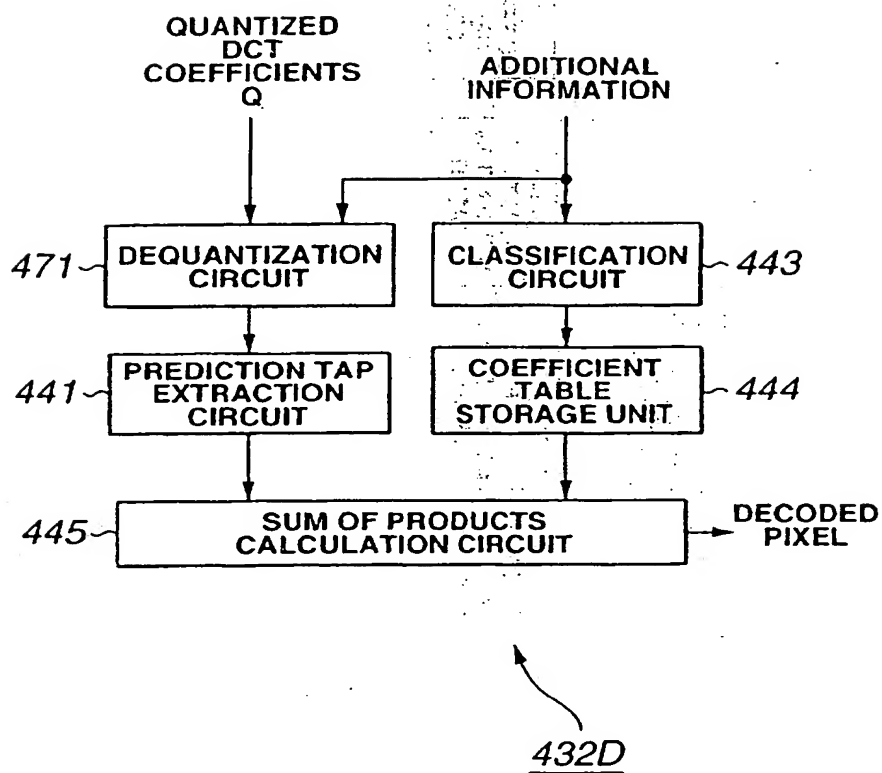 QUANTIZED
DCT
COEFFICIENTS
Q
ADDITIONAL
INFORMATION
471
DEQUANTIZATION
CIRCUIT
CLASSIFICATION
CIRCUIT
443
441
PREDICTION TAP
EXTRACTION
CIRCUIT
COEFFICIENT
TABLE
STORAGE UNIT
444
445
SUM OF PRODUCTS
CALCULATION CIRCUIT
DECODED
PIXEL
432D